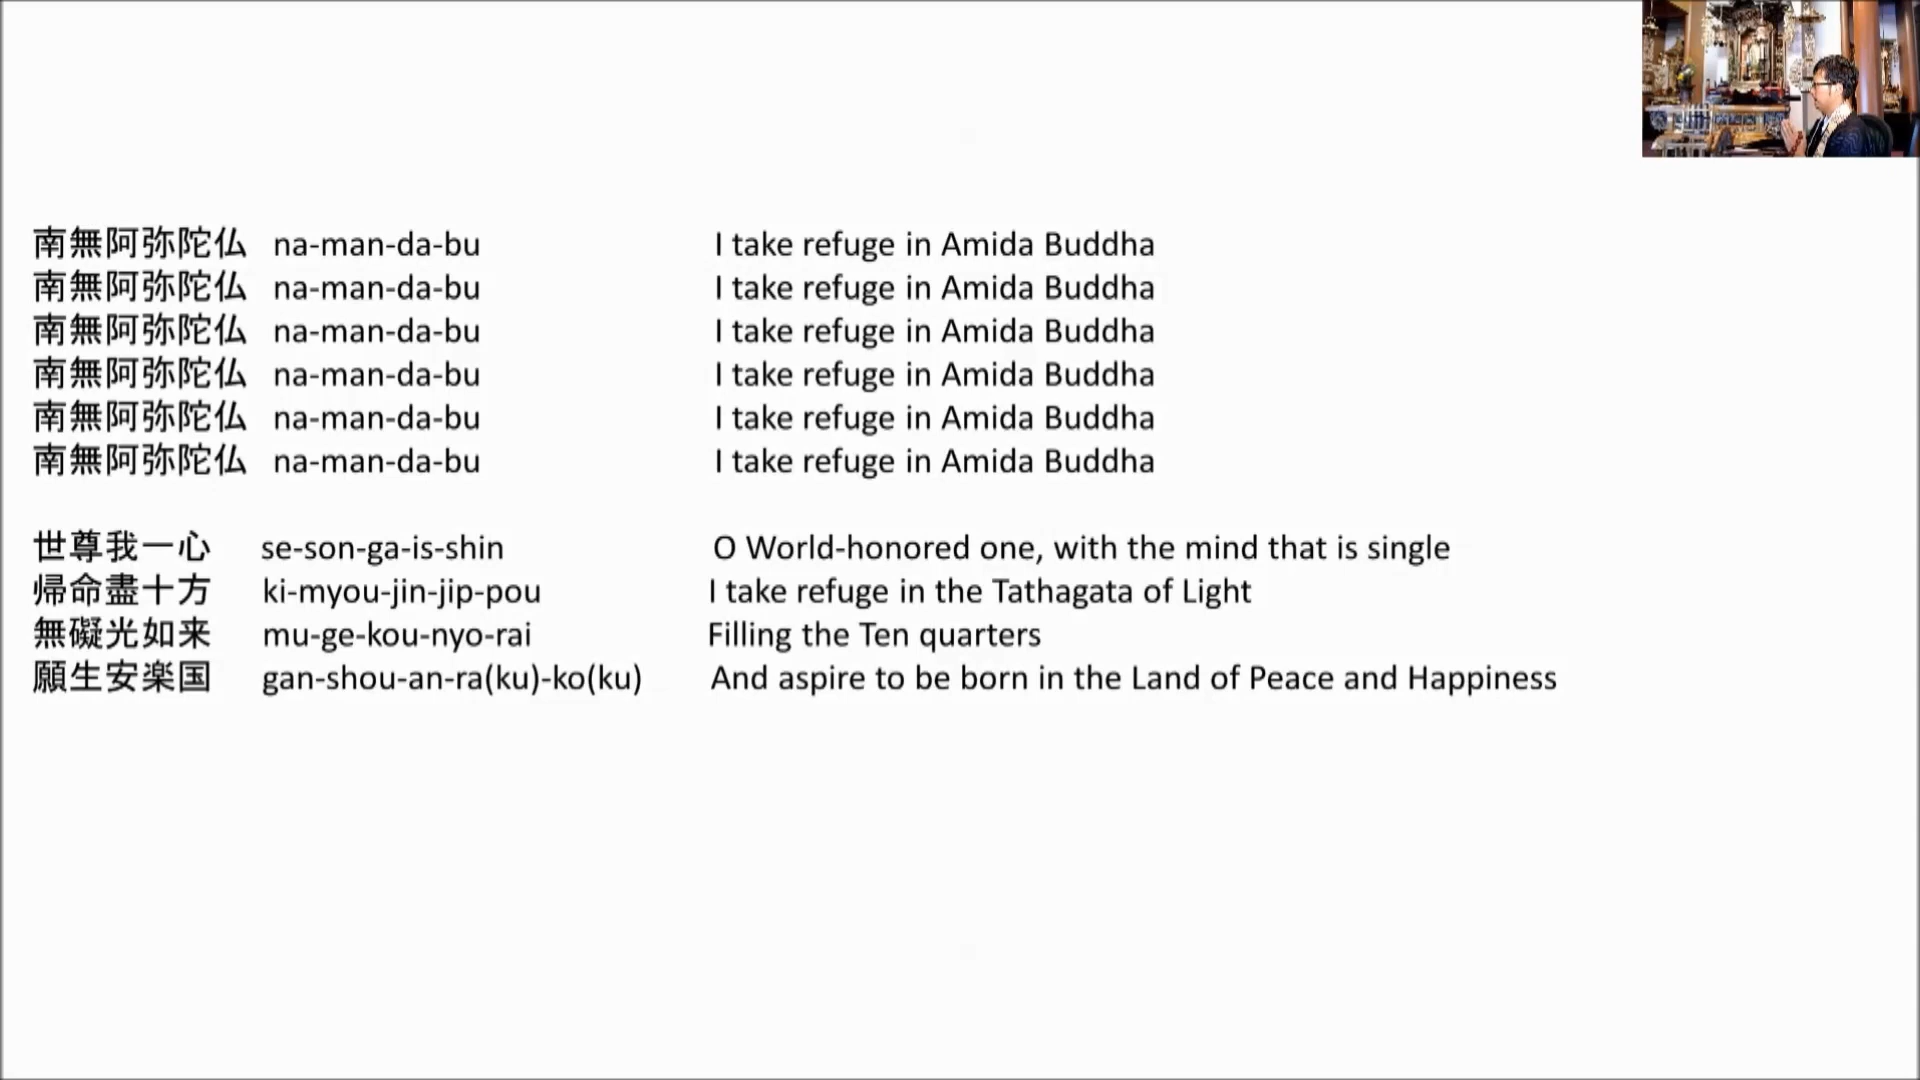 南無阿弥陀仏 na-man-da-bu I take refuge in Amida Buddha
南無阿弥陀仏 na-man-da-bu I take refuge in Amida Buddha
南無阿弥陀仏 na-man-da-bu I take refuge in Amida Buddha
南無阿弥陀仏 na-man-da-bu I take refuge in Amida Buddha
南無阿弥陀仏 na-man-da-bu I take refuge in Amida Buddha
南無阿弥陀仏 na-man-da-bu I take refuge in Amida Buddha
世尊我一心 se-son-ga-is-shin O World-honored one, with the mind that is single
帰命盡十方 ki-myou-jin-jip-pou I take refuge in the Tathagata of Light
無礙光如来 mu-ge-kou-nyo-rai Filling the Ten quarters
願生安楽国 gan-shou-an-ra(ku)-ko(ku) And aspire to be born in the Land of Peace and Happiness